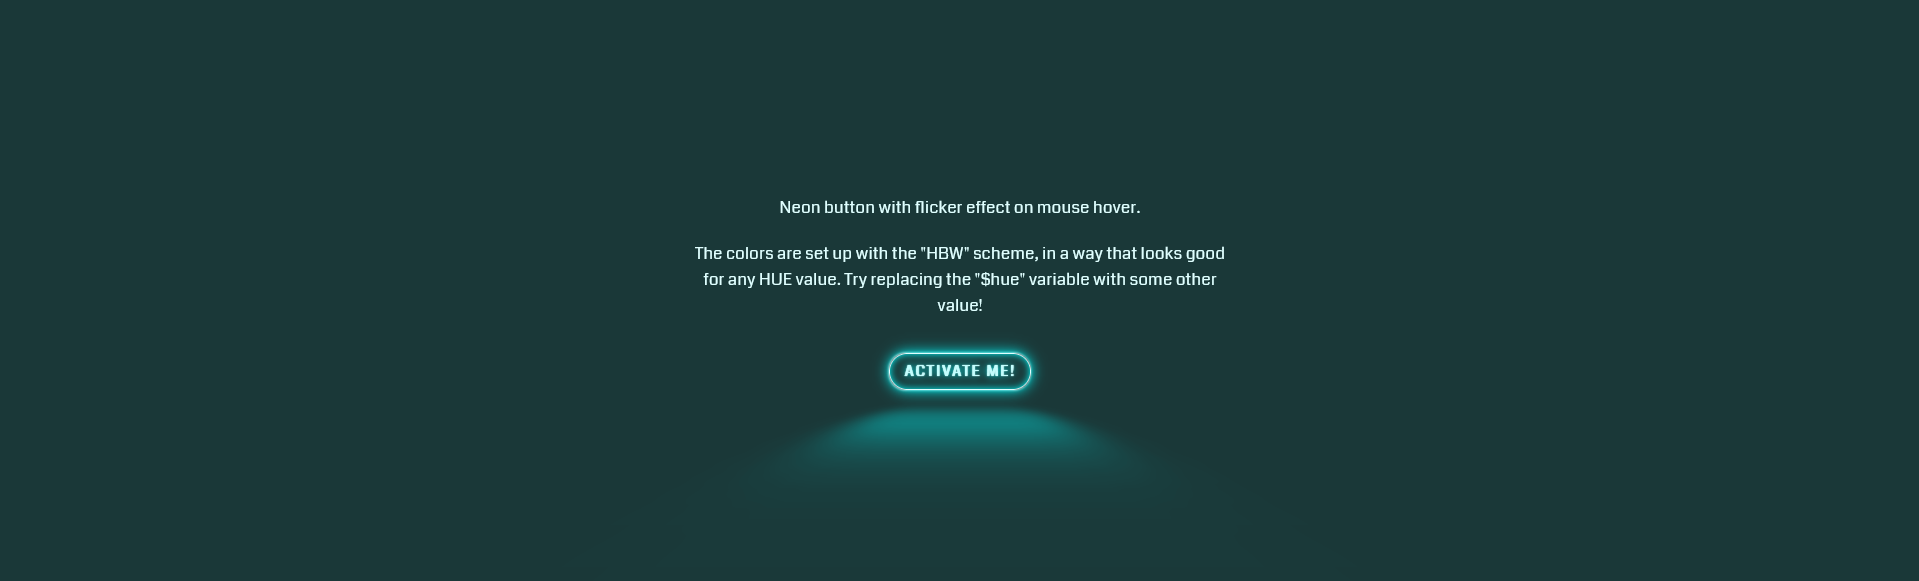 Neon button with flicker effect on mouse hover.
The colors are set up with the "HBW" scheme, in a way that looks good
for any HUE value. Try replacing the "$hue" variable with some other
value!
ACTIVATE ME!